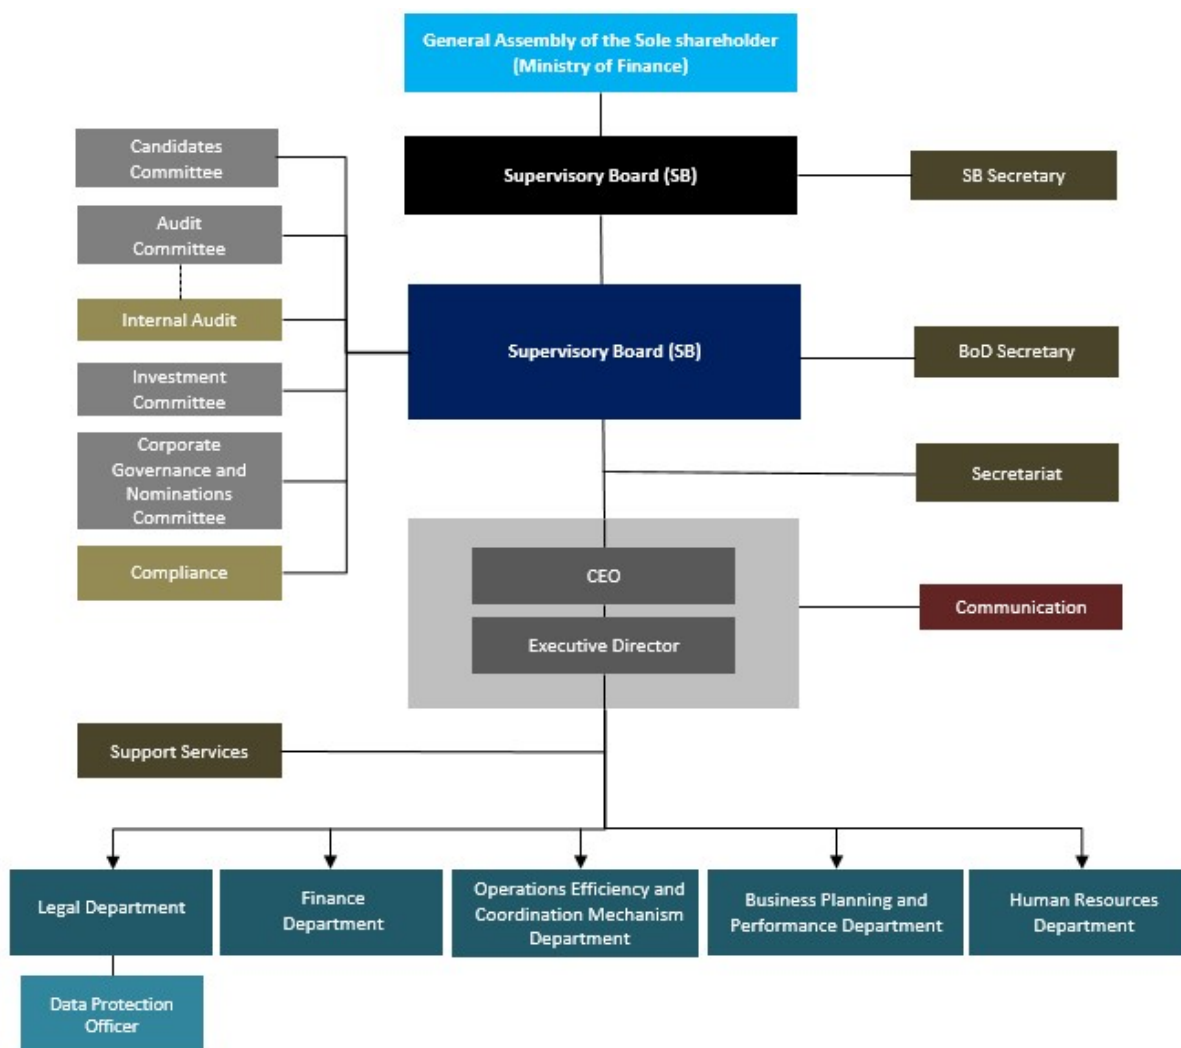 General Assembly of the Sole shareholder
(Ministry of Finance)
Candidates
Committee
Supervisory Board (SB)
SB Secretary
Audit
Committee
Internal Audit
Supervisory Board (SB)
BoD Secretary
Investment
Committee
Corporate
Governance and
Nominations
Committee
Secretariat
Compliance
CEO
Communication
Executive Director
Support Services
Legal Department
Finance
Department
Operations Efficiency and
Coordination Mechanism
Department
Business Planning and
Performance Department
Human Resources
Department
Data Protection
Officer